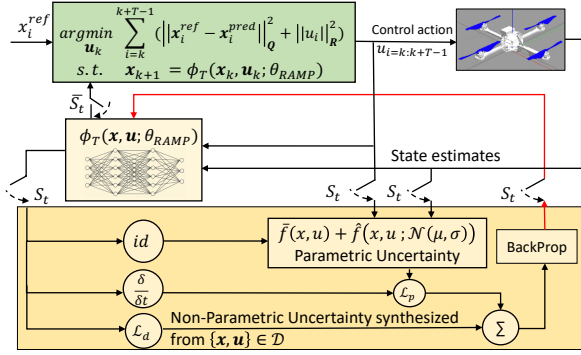 x_i^{ref}
argmin_{𝒖_k} \sum_{i=k}^{k+T-1} (||𝒙_i^{ref} − 𝒙_i^{pred}||_𝑸^2 + ||u_i||_𝑹^2)
s.t. 𝒙_{k+1} = ϕ_T(𝒙_k, 𝒖_k; θ_{RAMP})
Control action
u_{i=k:k+T−1}
S̅_t
ϕ_T(𝒙, 𝒖; θ_{RAMP})
State estimates
S_t
S_t
S_t
S_t
id
f̄(x, u) + f̂(x, u ; 𝒩(μ, σ))
Parametric Uncertainty
BackProp
δ/δt
ℒ_p
ℒ_d
Non-Parametric Uncertainty synthesized
from {𝒙, 𝒖} ∈ 𝒟
Σ